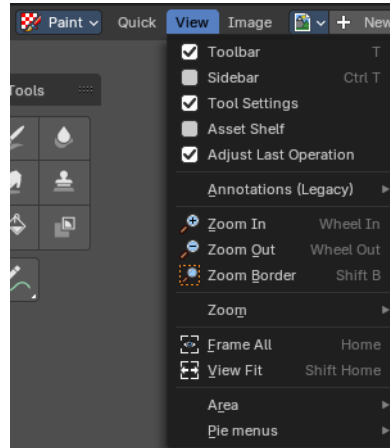 Paint Quick View Image New
Toolbar T
Tools
Sidebar Ctrl T
Tool Settings
Asset Shelf
Adjust Last Operation
Annotations (Legacy)
Zoom In Wheel In
Zoom Out Wheel Out
Zoom Border Shift B
Zoom
Frame All Home
View Fit Shift Home
Area
Pie menus